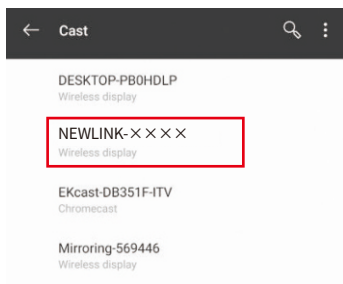 Cast
DESKTOP-PB0HDLP
Wireless display
NEWLINK-××××
Wireless display
EKcast-DB351F-ITV
Chromecast
Mirroring-569446
Wireless display